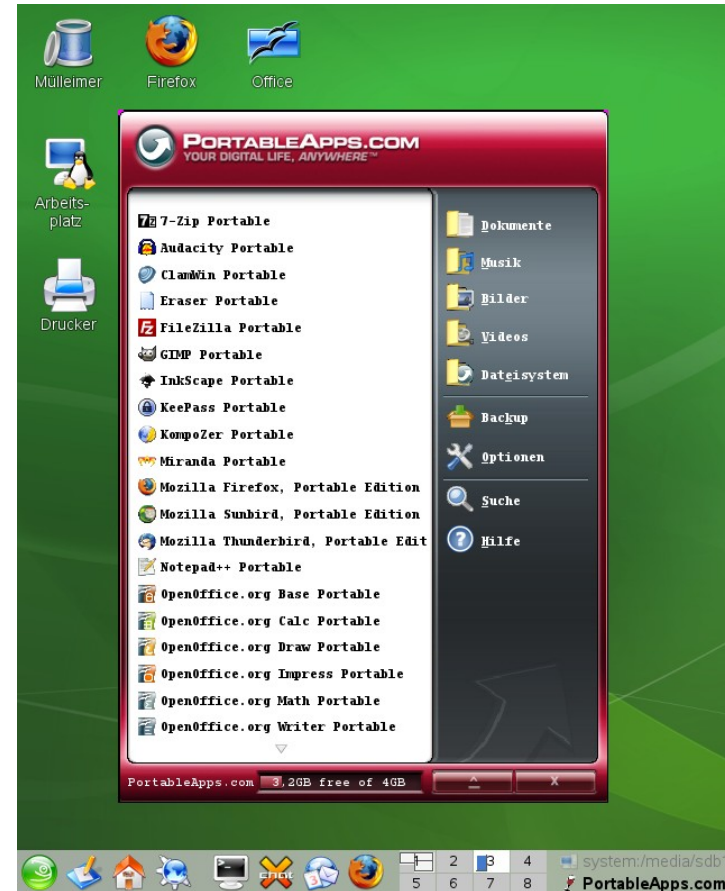 Mülleimer
Firefox
Office
Arbeits-
platz
Drucker
PORTABLEAPPS.COM
YOUR DIGITAL LIFE, ANYWHERE™
7-Zip Portable
Audacity Portable
ClamWin Portable
Eraser Portable
FileZilla Portable
GIMP Portable
InkScape Portable
KeePass Portable
KompoZer Portable
Miranda Portable
Mozilla Firefox, Portable Edition
Mozilla Sunbird, Portable Edition
Mozilla Thunderbird, Portable Edit
Notepad++ Portable
OpenOffice.org Base Portable
OpenOffice.org Calc Portable
OpenOffice.org Draw Portable
OpenOffice.org Impress Portable
OpenOffice.org Math Portable
OpenOffice.org Writer Portable
Dokumente
Musik
Bilder
Videos
Dateisystem
Backup
Optionen
Suche
Hilfe
PortableApps.com 3,2GB free of 4GB
^ X
1 2 3 4
5 6 7 8
system:/media/sdb
PortableApps.com